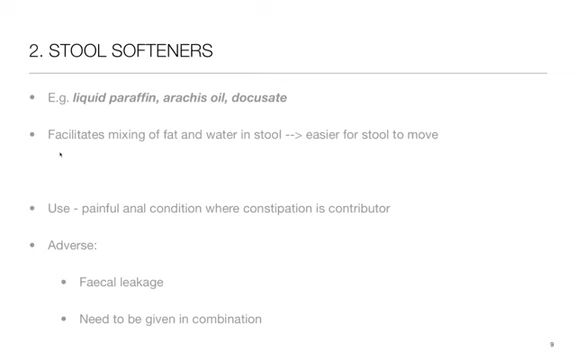 2. STOOL SOFTENERS
• E.g. liquid paraffin, arachis oil, docusate
• Facilitates mixing of fat and water in stool --> easier for stool to move
• Use - painful anal condition where constipation is contributor
• Adverse:
• Faecal leakage
• Need to be given in combination
9